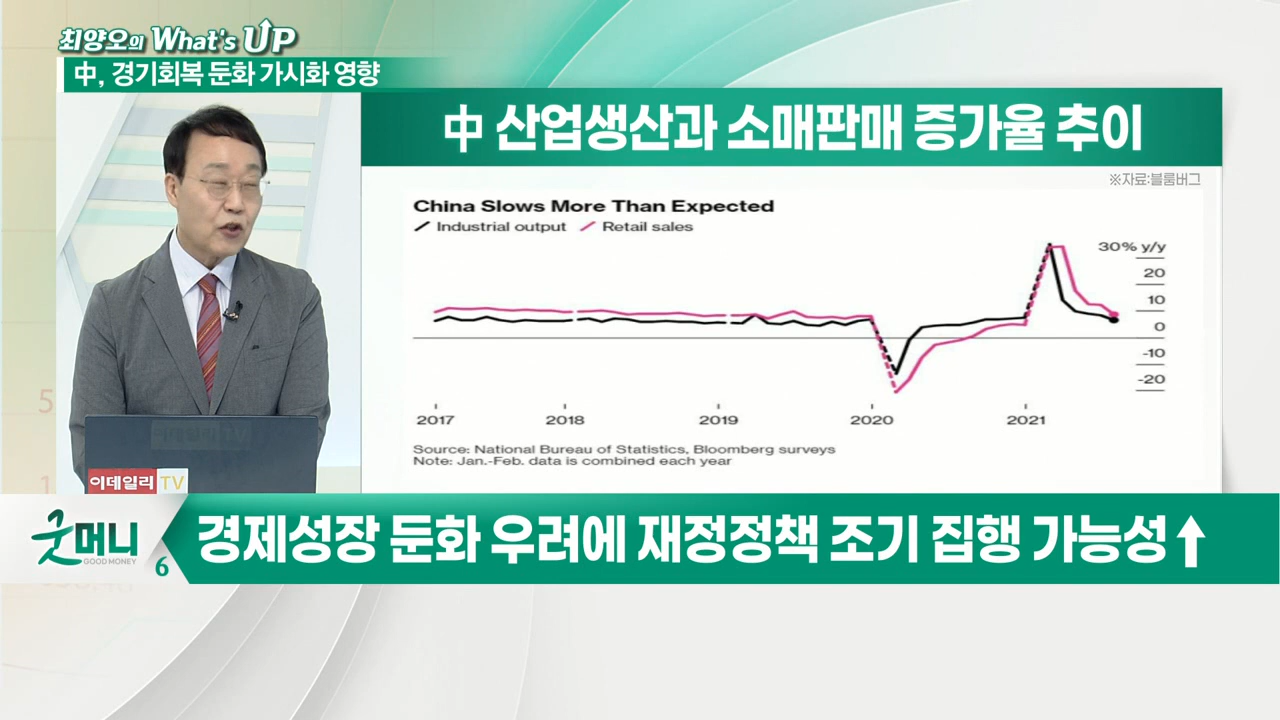 최양오의 What's UP
中, 경기회복 둔화 가시화 영향
中 산업생산과 소매판매 증가율 추이
※자료:블룸버그
China Slows More Than Expected
Industrial output Retail sales
30% y/y
20
10
0
-10
-20
2017 2018 2019 2020 2021
Source: National Bureau of Statistics, Bloomberg surveys
Note: Jan.-Feb. data is combined each year
이데일리 TV
굿머니
GOOD MONEY
6
경제성장 둔화 우려에 재정정책 조기 집행 가능성↑